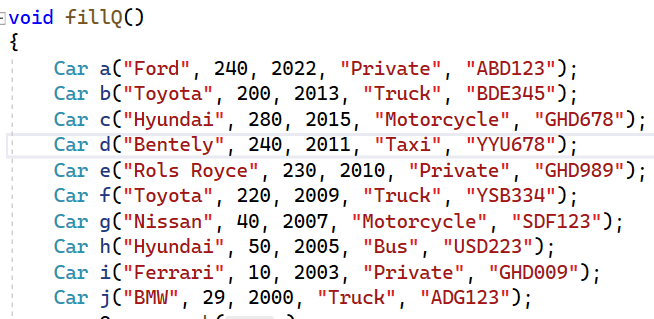 void fillQ()
{
Car a("Ford", 240, 2022, "Private", "ABD123");
Car b("Toyota", 200, 2013, "Truck", "BDE345");
Car c("Hyundai", 280, 2015, "Motorcycle", "GHD678");
Car d("Bentely", 240, 2011, "Taxi", "YYU678");
Car e("Rols Royce", 230, 2010, "Private", "GHD989");
Car f("Toyota", 220, 2009, "Truck", "YSB334");
Car g("Nissan", 40, 2007, "Motorcycle", "SDF123");
Car h("Hyundai", 50, 2005, "Bus", "USD223");
Car i("Ferrari", 10, 2003, "Private", "GHD009");
Car j("BMW", 29, 2000, "Truck", "ADG123");